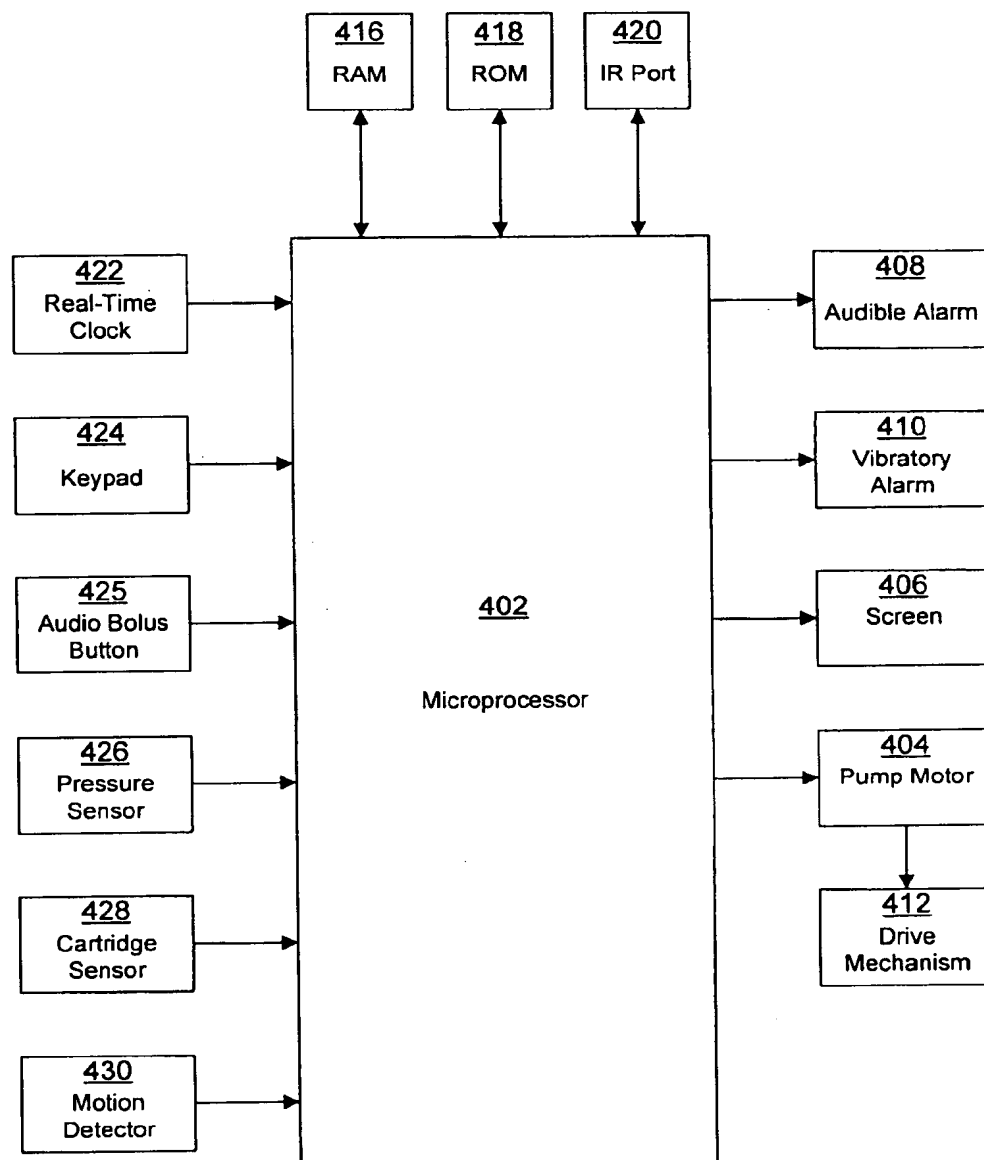 416
RAM
418
ROM
420
IR Port
422
Real-Time
Clock
424
Keypad
425
Audio Bolus
Button
426
Pressure
Sensor
428
Cartridge
Sensor
430
Motion
Detector
402
Microprocessor
408
Audible Alarm
410
Vibratory
Alarm
406
Screen
404
Pump Motor
412
Drive
Mechanism